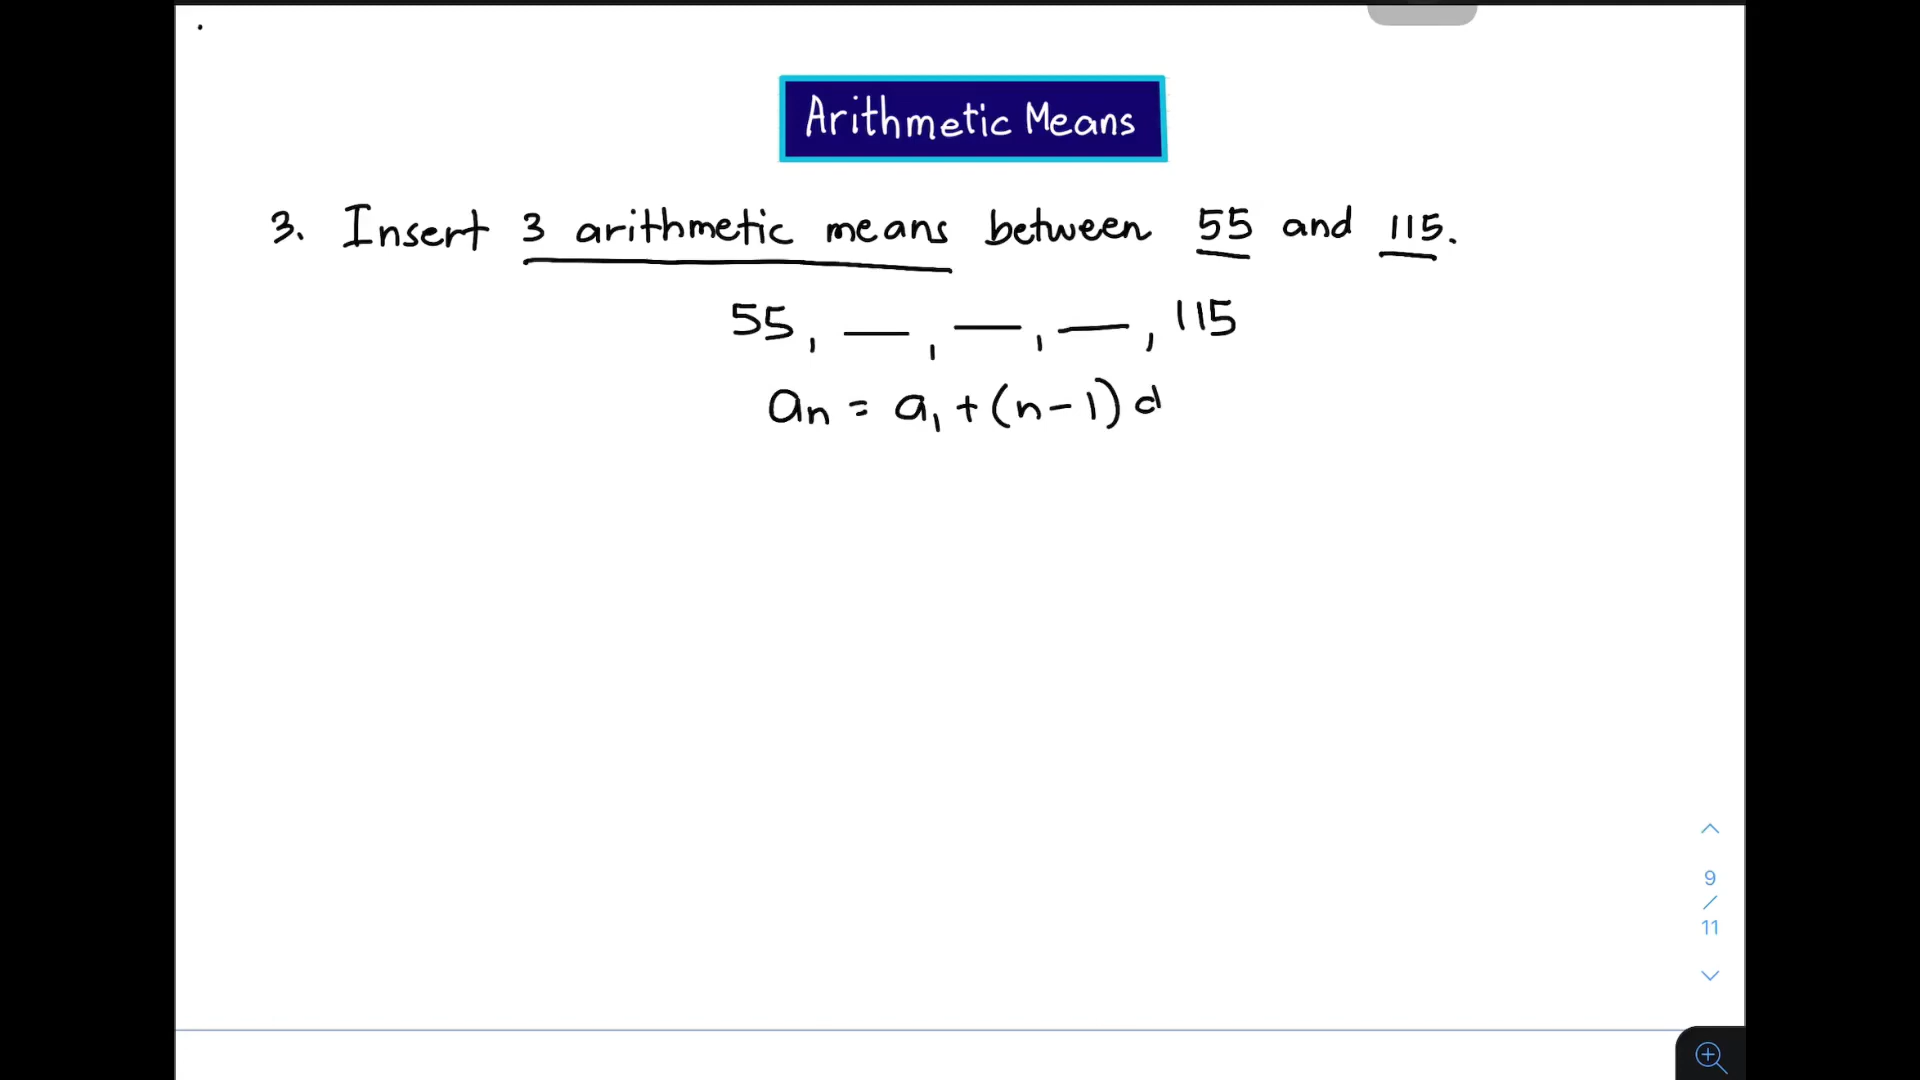 Arithmetic Means
3. Insert 3 arithmetic means between 55 and 115.
55, __, __, __, 115
an = a1 + (n-1) d
9
/
11